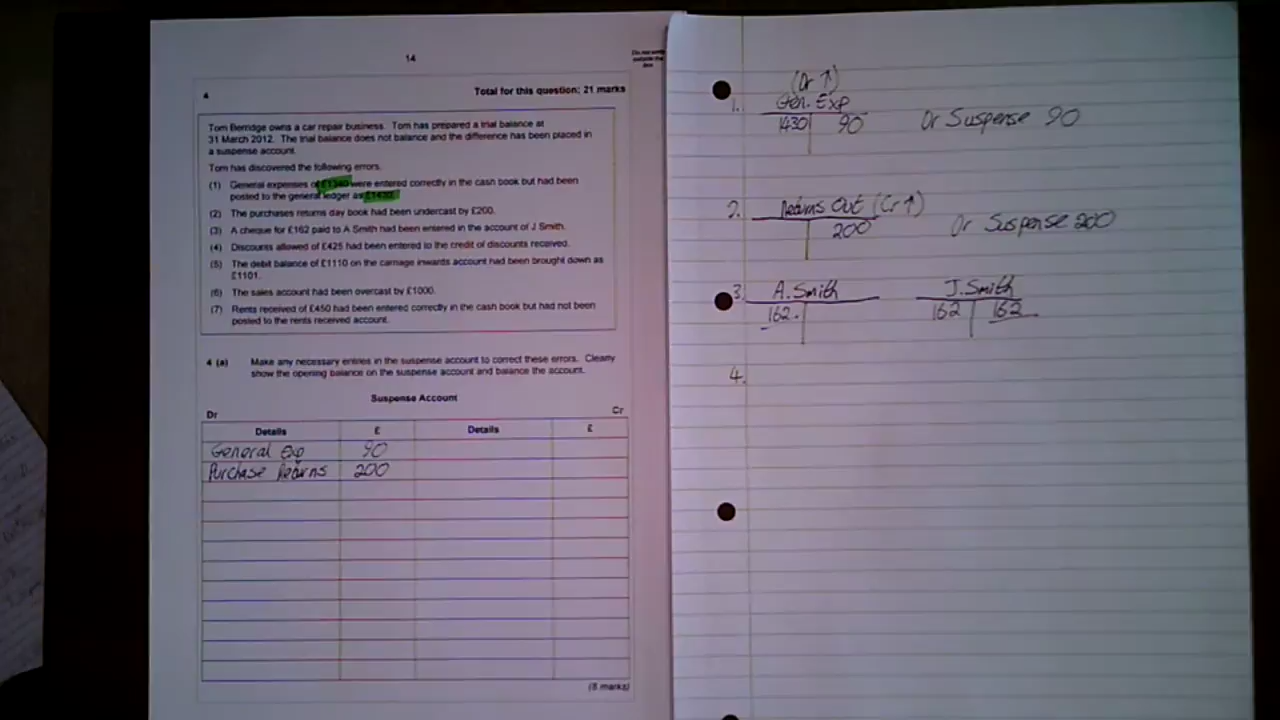 14
Do not write
outside the
box
4
Total for this question: 21 marks
Tom Berridge owns a car repair business. Tom has prepared a trial balance at
31 March 2012. The trial balance does not balance and the difference has been placed in
a suspense account.
Tom has discovered the following errors.
(1) General expenses of £1340 were entered correctly in the cash book but had been
posted to the general ledger as £1430.
(2) The purchases returns day book had been undercast by £200.
(3) A cheque for £162 paid to A Smith had been entered in the account of J Smith.
(4) Discounts allowed of £425 had been entered to the credit of discounts received.
(5) The debit balance of £1110 on the carriage inwards account had been brought down as
£1101.
(6) The sales account had been overcast by £1000.
(7) Rents received of £450 had been entered correctly in the cash book but had not been
posted to the rents received account.
4 (a) Make any necessary entries in the suspense account to correct these errors. Clearly
show the opening balance on the suspense account and balance the account.
Suspense Account
Dr Cr
Details £ Details £
General Exp 90
Purchase Returns 200
(8 marks)
(Dr ↑)
1. Gen. Exp
1430 90 Dr Suspense 90
2. Returns Out (Cr ↑)
200 Dr Suspense 200
3. A. Smith J. Smith
162. 162 162
4.